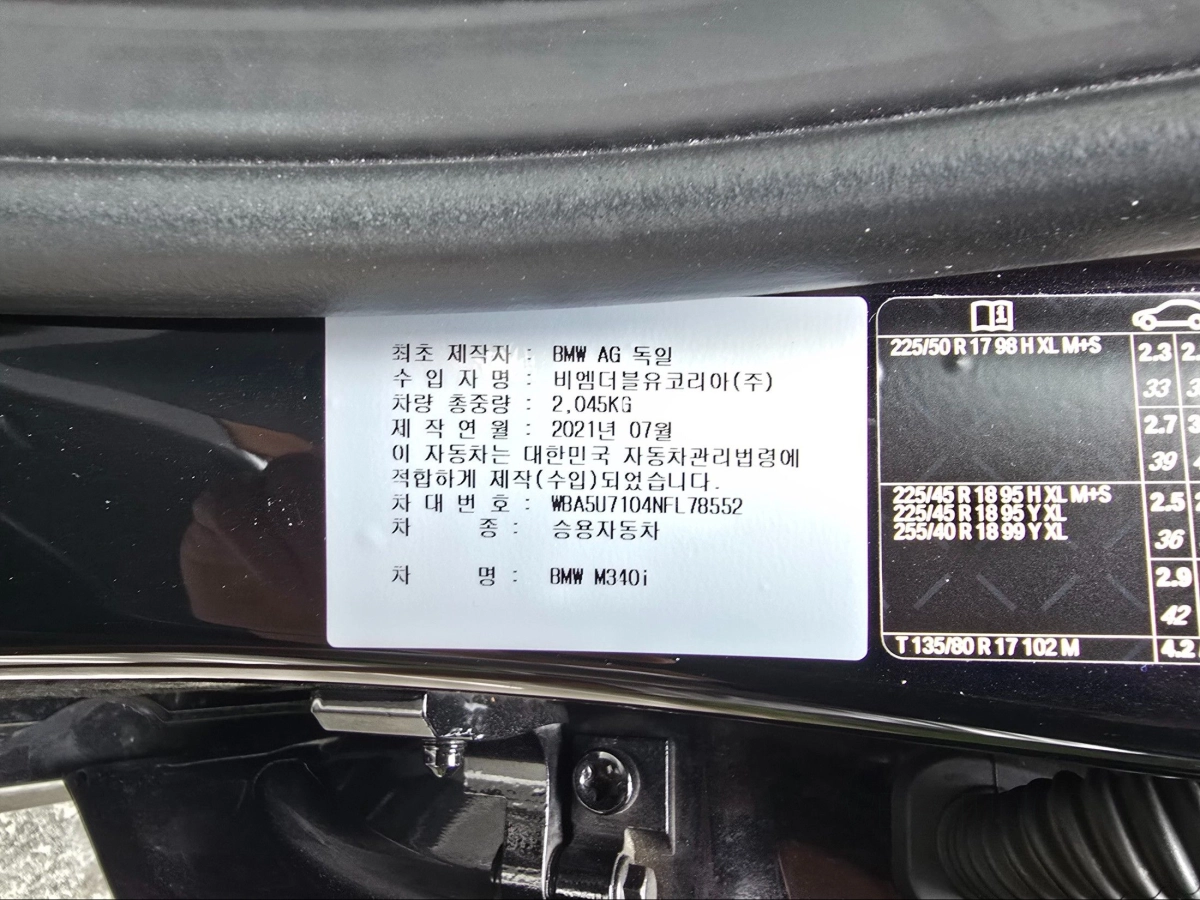 최초 제작자 : BMW AG 독일
수 입 자 명 : 비엠더블유코리아(주)
차량 총중량 : 2,045KG
제 작 연 월 : 2021년 07월
이 자동차는 대한민국 자동차관리법령에
적합하게 제작(수입)되었습니다.
차 대 번 호 : WBA5U7104NFL78552
차 종 : 승용자동차
차 명 : BMW M340i
225/50 R 17 98 H XL M+S
2.3
33
2.7
39
225/45 R 18 95 H XL M+S
225/45 R 18 95 Y XL
255/40 R 18 99 Y XL
2.5
36
2.9
42
T 135/80 R 17 102 M
4.2